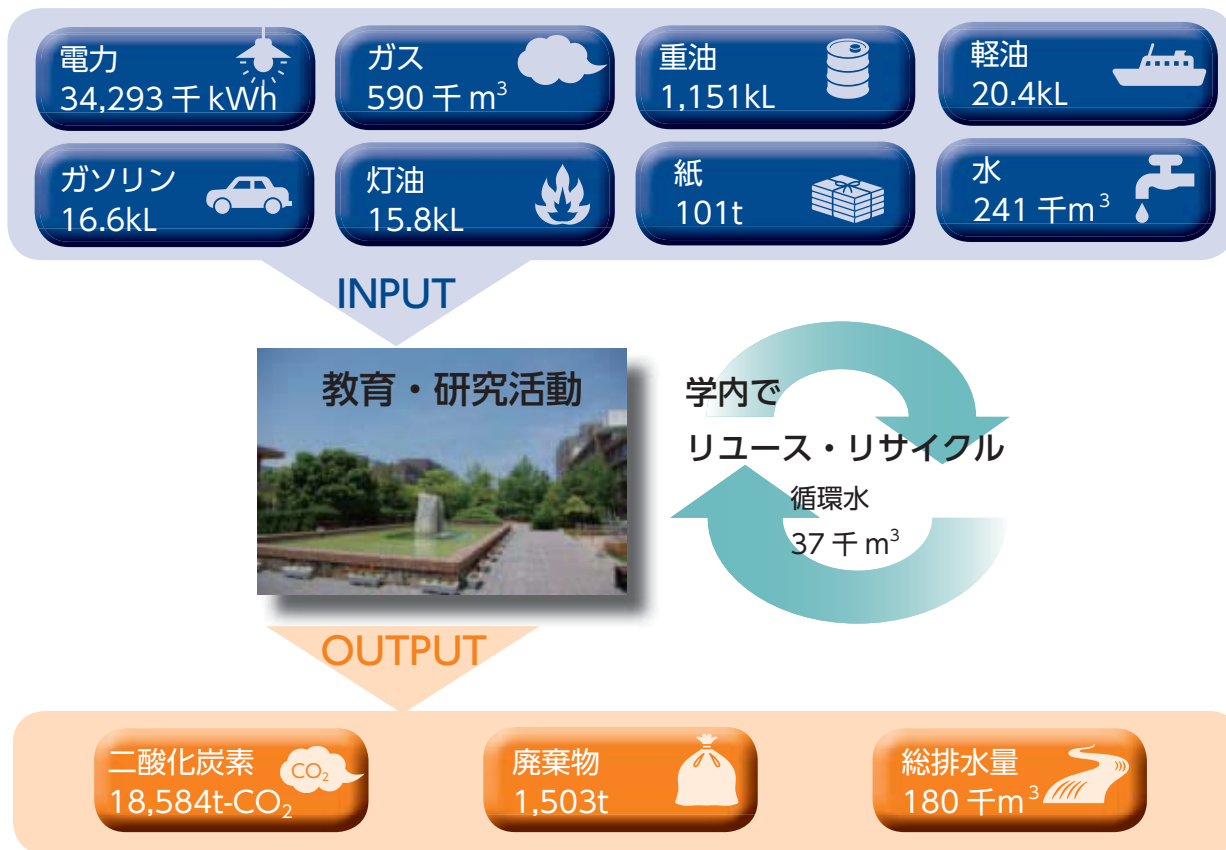 電力
34,293 千 kWh
ガス
590 千 m³
重油
1,151kL
軽油
20.4kL
ガソリン
16.6kL
灯油
15.8kL
紙
101t
水
241 千m³
INPUT
教育・研究活動
学内で
リユース・リサイクル
循環水
37 千 m³
OUTPUT
二酸化炭素
CO₂
18,584t-CO₂
廃棄物
1,503t
総排水量
180 千m³